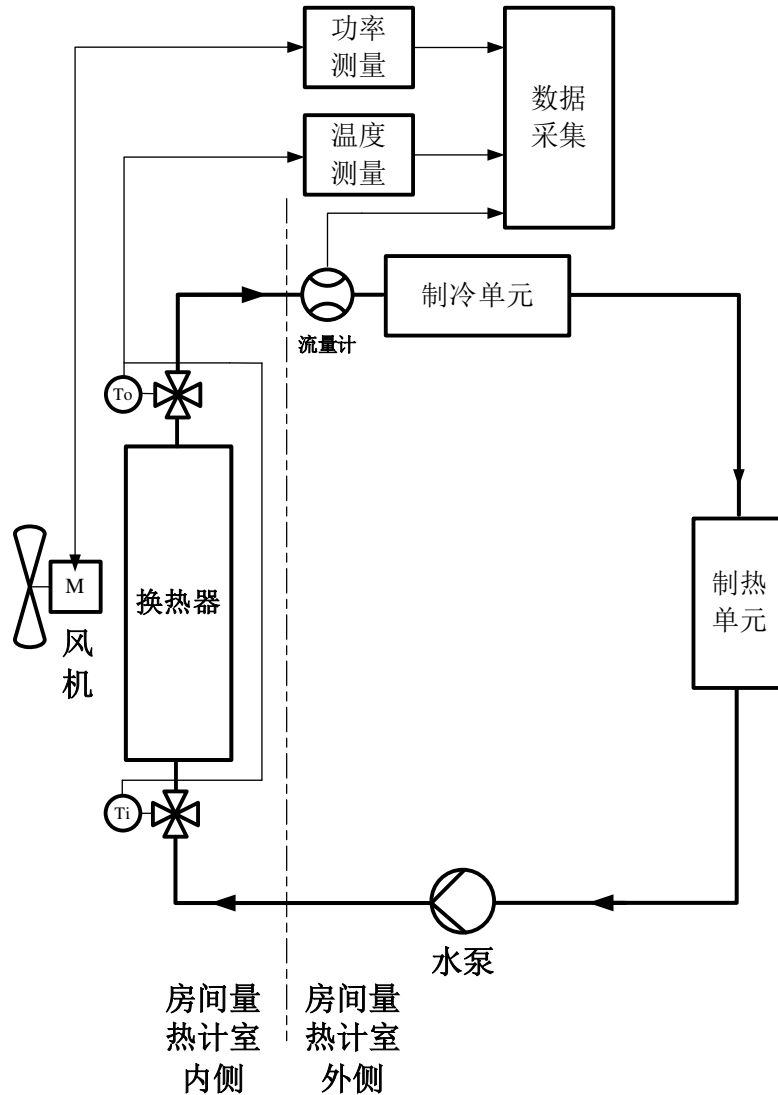 功率
测量
数据
采集
温度
测量
制冷单元
流量计
To
换热器
M
风
机
制热
单元
Ti
水泵
房间量
热计室
内侧
房间量
热计室
外侧